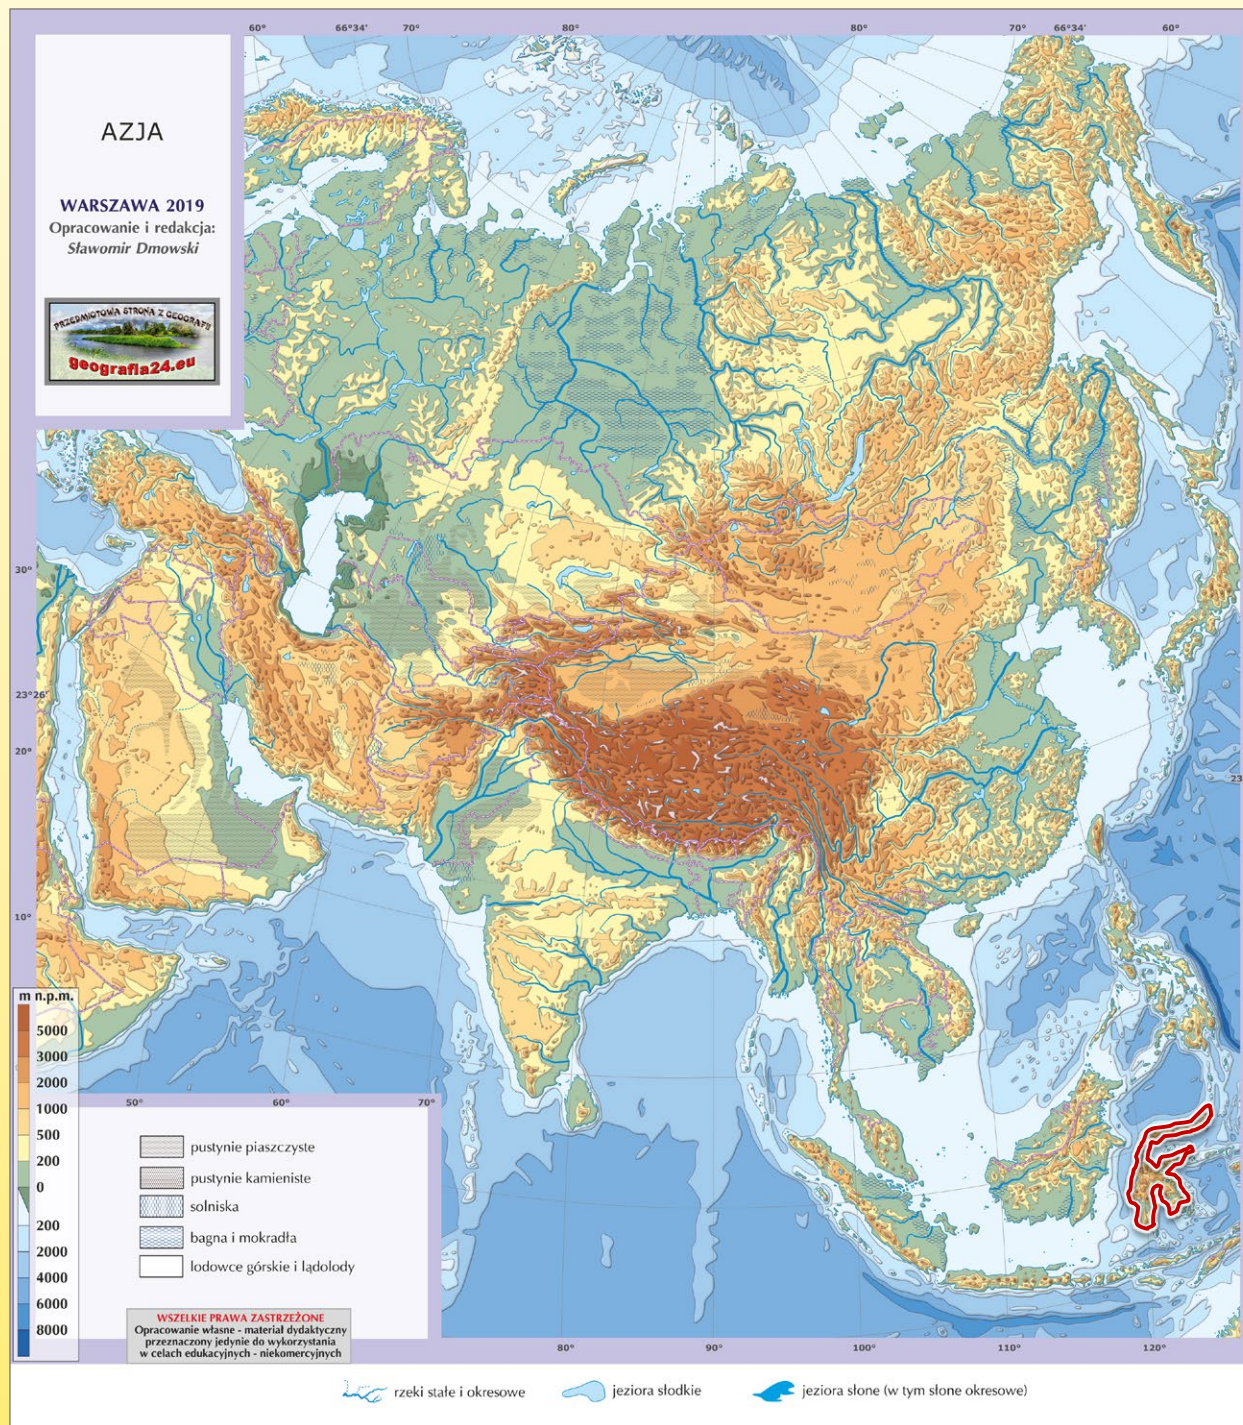 60° 66°34' 70° 80° 80° 70° 66°34' 60°
AZJA
WARSZAWA 2019
Opracowanie i redakcja:
Sławomir Dmowski
PRZEDMIOTOWA STRONA Z GEOGRAFII
geografia24.eu
30°
23°26'
20°
10°
23
m n.p.m.
5000
3000
2000
1000
500
200
0
200
2000
4000
6000
8000
50° 60° 70°
pustynie piaszczyste
pustynie kamieniste
solniska
bagna i mokradła
lodowce górskie i lądolody
WSZELKIE PRAWA ZASTRZEŻONE
Opracowanie własne - materiał dydaktyczny
przeznaczony jedynie do wykorzystania
w celach edukacyjnych - niekomercyjnych
80° 90° 100° 110° 120°
rzeki stałe i okresowe jeziora słodkie jeziora słone (w tym słone okresowe)